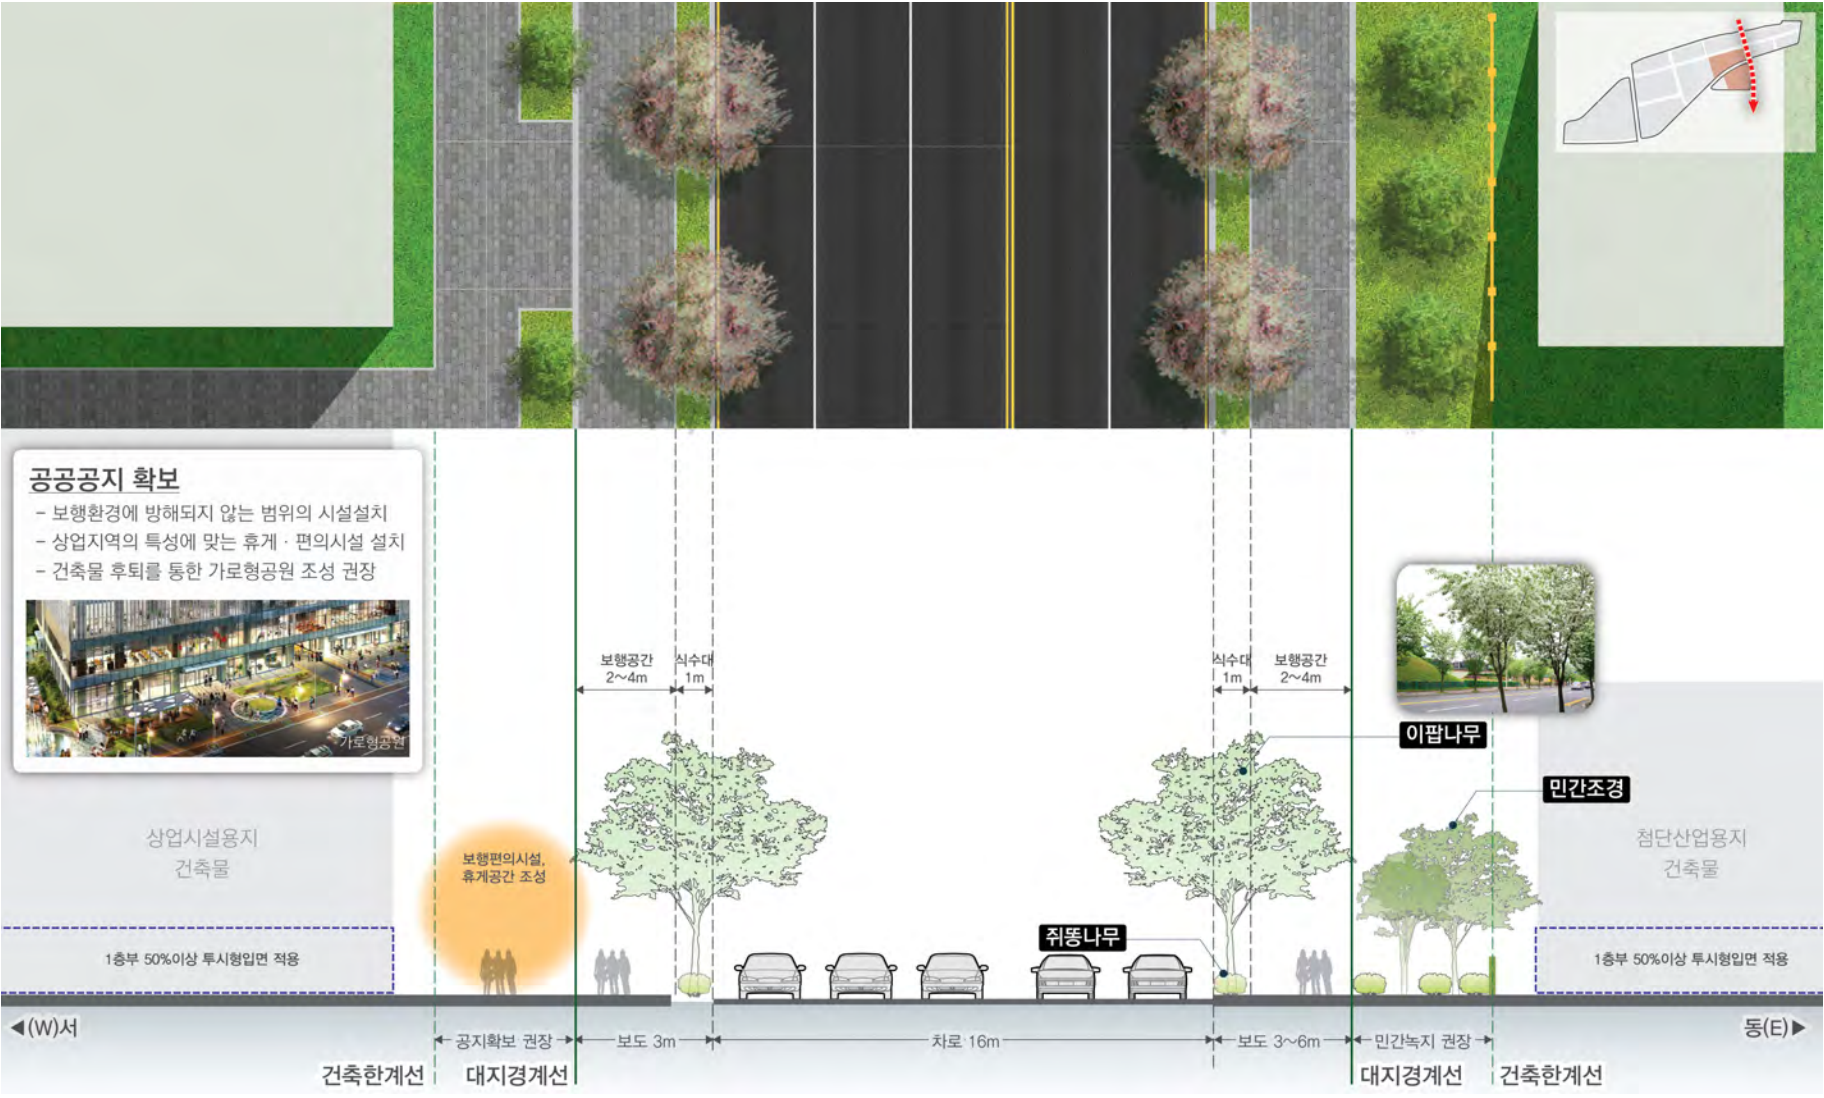 공공공지 확보
- 보행환경에 방해되지 않는 범위의 시설설치
- 상업지역의 특성에 맞는 휴게 · 편의시설 설치
- 건축물 후퇴를 통한 가로형공원 조성 권장
가로형공원
보행공간
2~4m
식수대
1m
식수대
1m
보행공간
2~4m
이팝나무
민간조경
상업시설용지
건축물
보행편의시설,
휴게공간 조성
첨단산업용지
건축물
쥐똥나무
1층부 50%이상 투시형입면 적용
1층부 50%이상 투시형입면 적용
◀(W)서
동(E)▶
공지확보 권장
보도 3m
차로 16m
보도 3~6m
민간녹지 권장
건축한계선
대지경계선
대지경계선
건축한계선